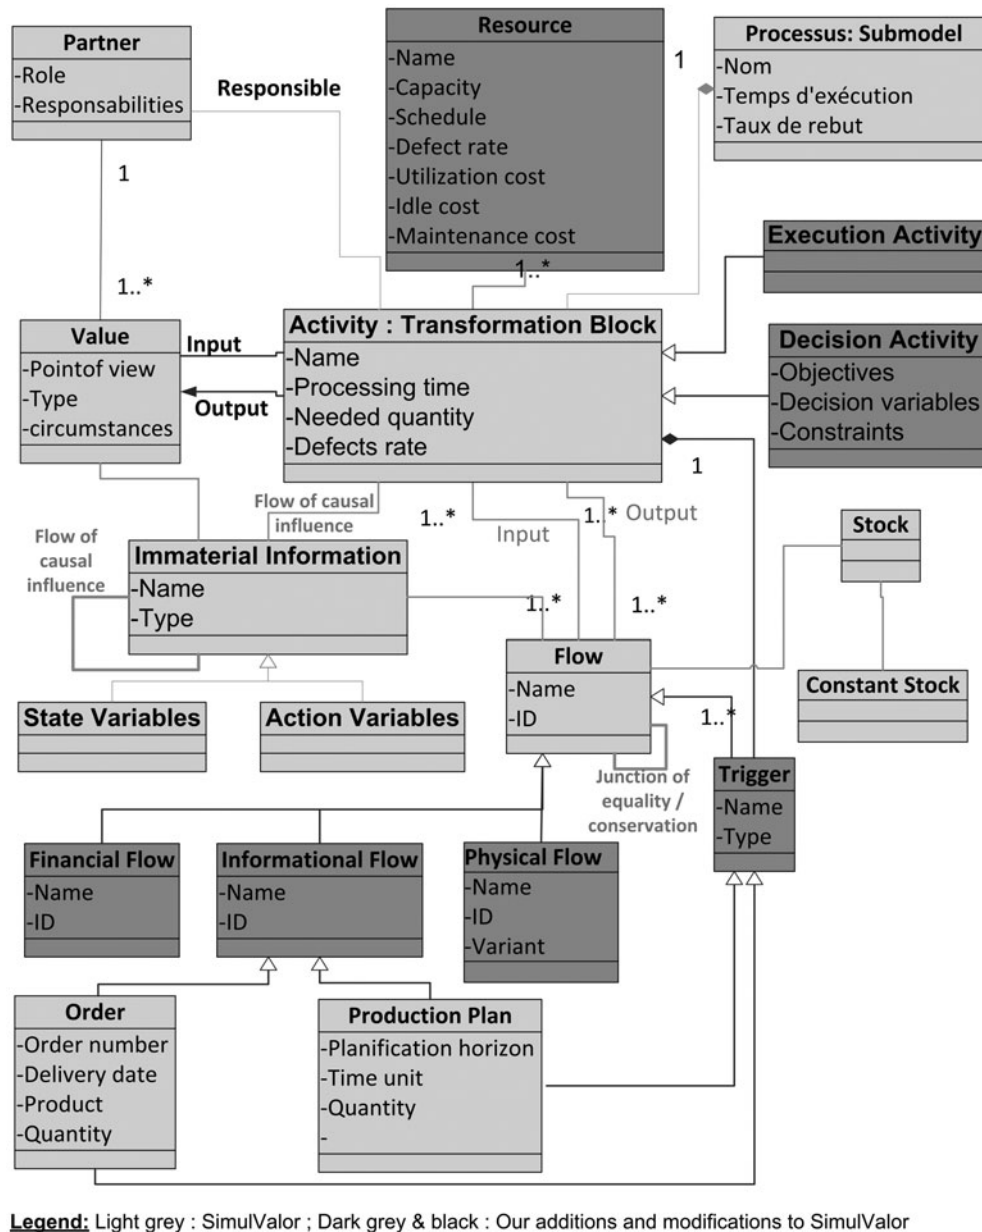 Partner
-Role
-Responsabilities
Responsible
Resource
-Name
-Capacity
-Schedule
-Defect rate
-Utilization cost
-Idle cost
-Maintenance cost
1
Processus: Submodel
-Nom
-Temps d'exécution
-Taux de rebut
1
1..*
1..*
Execution Activity
Value
-Pointof view
-Type
-circumstances
Input
Output
Activity : Transformation Block
-Name
-Processing time
-Needed quantity
-Defects rate
Decision Activity
-Objectives
-Decision variables
-Constraints
1
Flow of causal
influence
1..*
Input
1..*
Output
Flow of
causal
influence
Immaterial Information
-Name
-Type
Stock
1..*
1..*
Flow
-Name
-ID
Constant Stock
State Variables
Action Variables
1..*
Junction of
equality /
conservation
Trigger
-Name
-Type
Financial Flow
-Name
-ID
Informational Flow
-Name
-ID
Physical Flow
-Name
-ID
-Variant
Order
-Order number
-Delivery date
-Product
-Quantity
Production Plan
-Planification horizon
-Time unit
-Quantity
-
Legend: Light grey : SimulValor ; Dark grey & black : Our additions and modifications to SimulValor